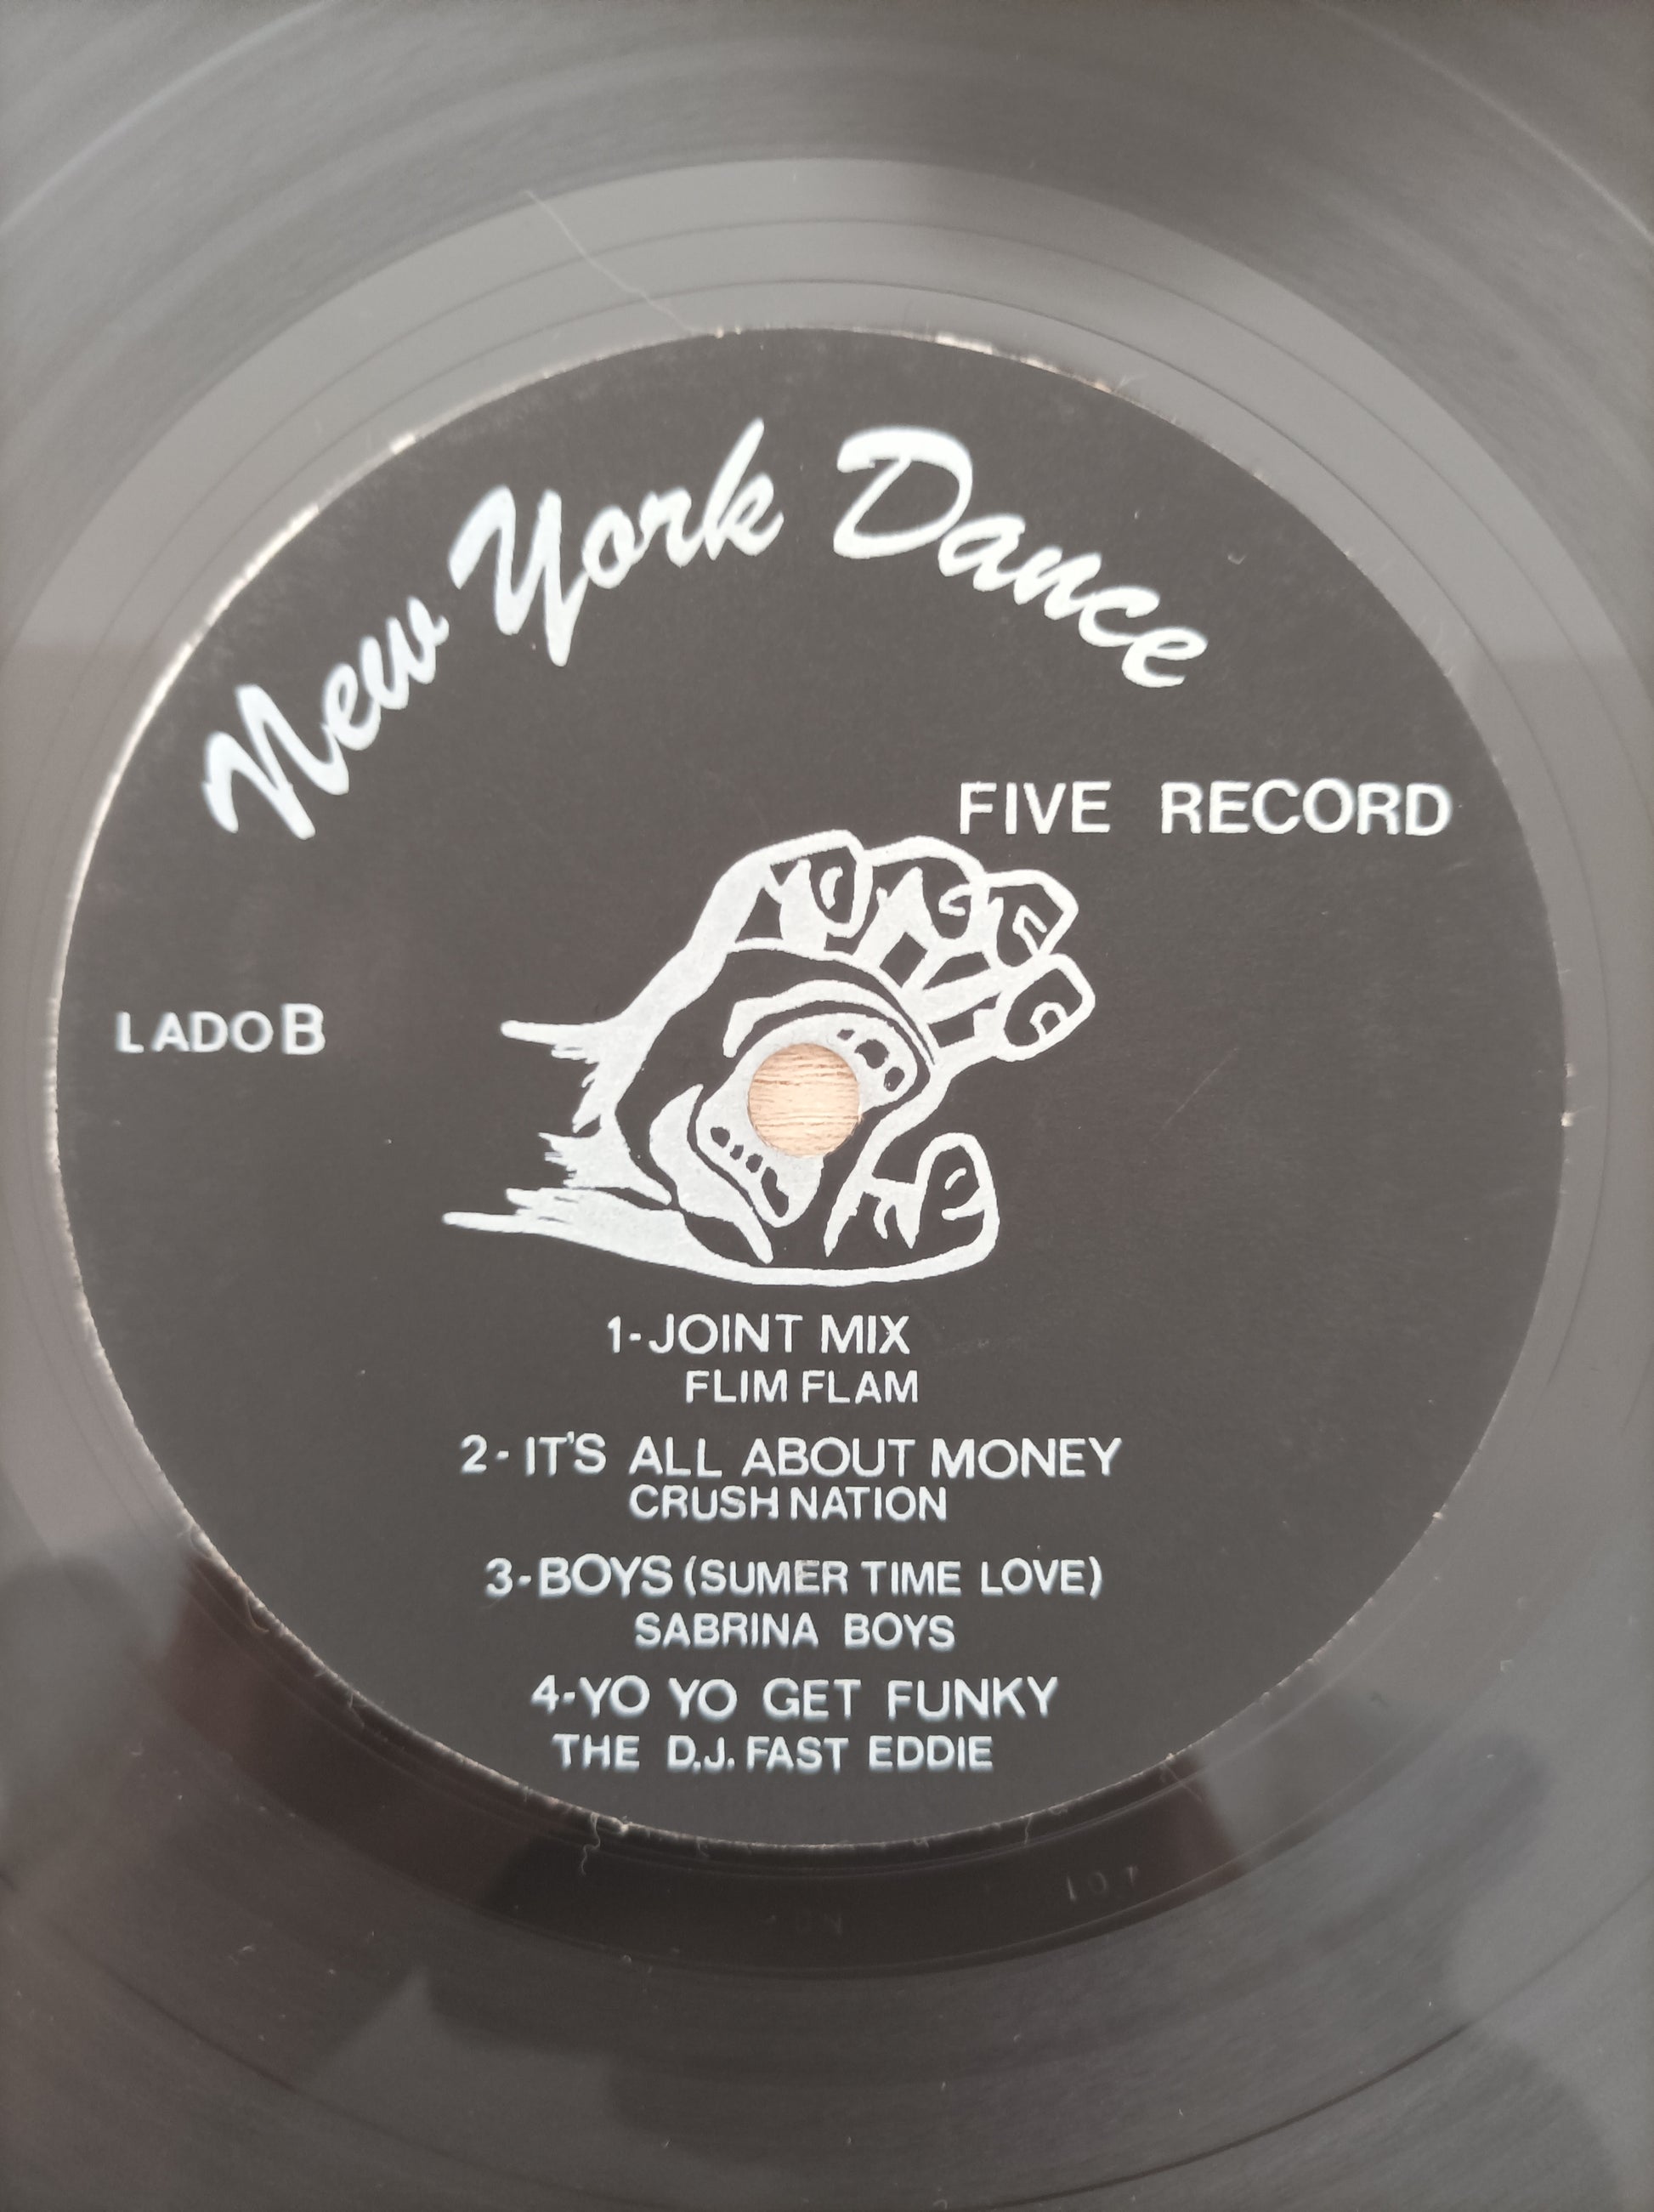 New York Dance
FIVE RECORD
LADO B
1-JOINT MIX
FLIM FLAM
2- IT'S ALL ABOUT MONEY
CRUSH NATION
3-BOYS (SUMER TIME LOVE)
SABRINA BOYS
4-YO YO GET FUNKY
THE D.J. FAST EDDIE